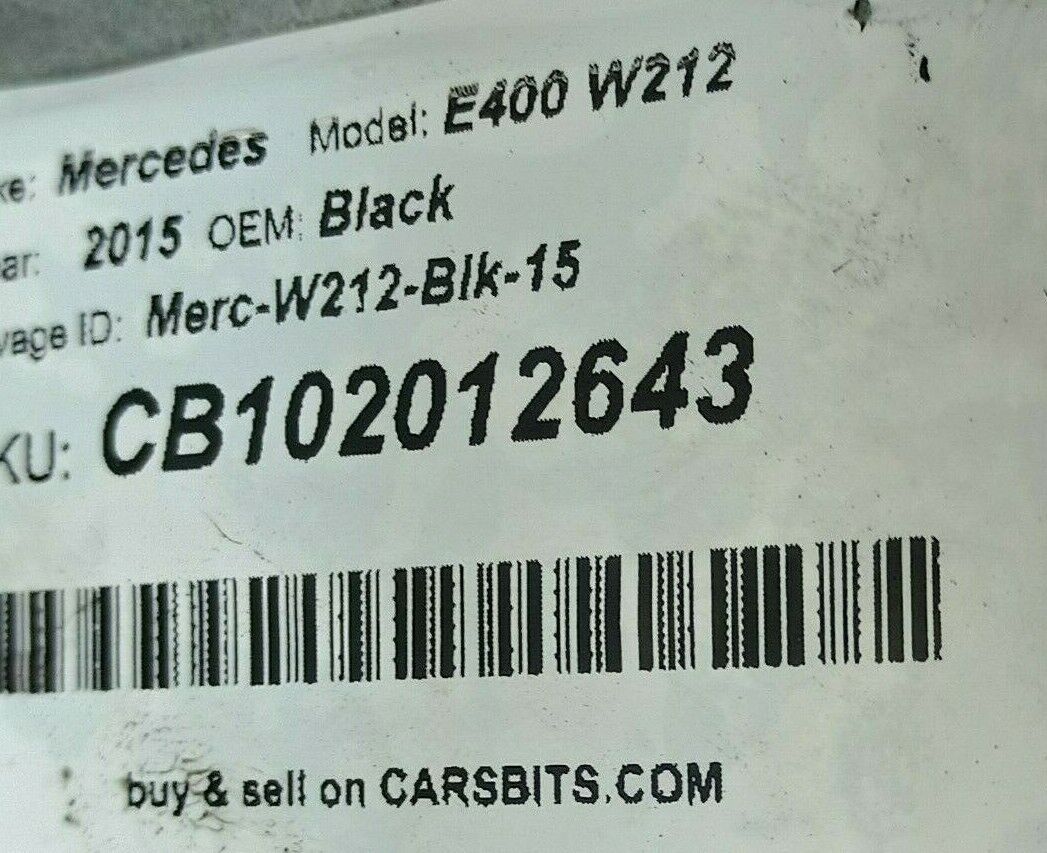 ke: Mercedes Model: E400 W212
ar: 2015 OEM: Black
vage ID: Merc-W212-Blk-15
KU: CB102012643
buy & sell on CARSBITS.COM